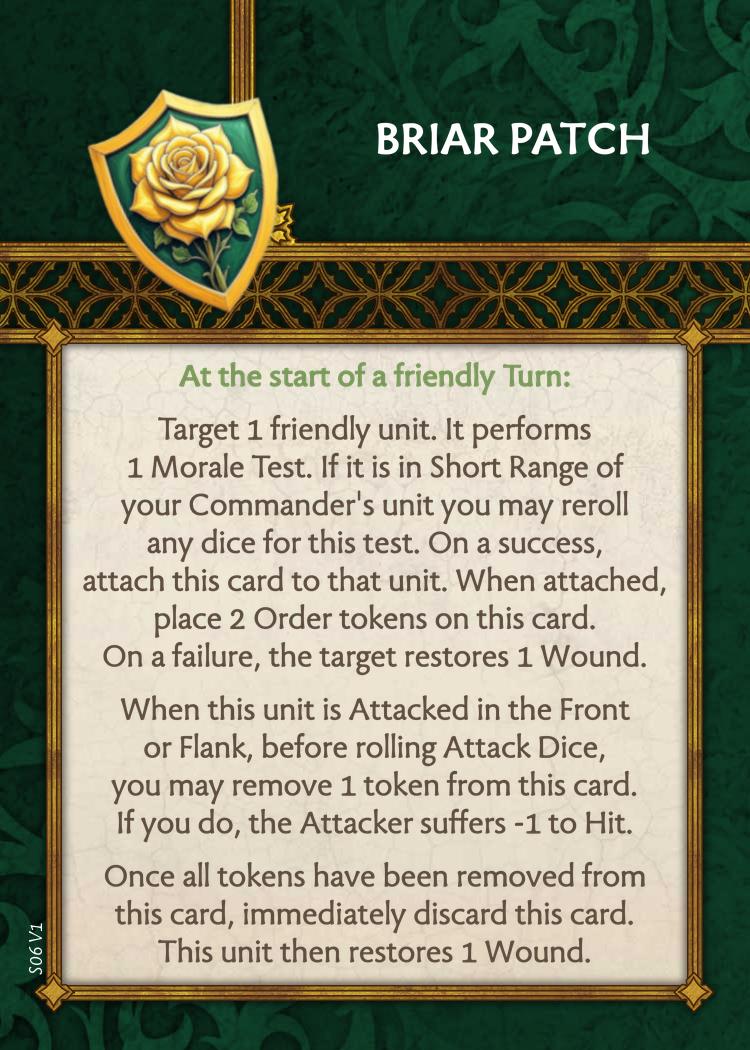 BRIAR PATCH
At the start of a friendly Turn:
Target 1 friendly unit. It performs
1 Morale Test. If it is in Short Range of
your Commander's unit you may reroll
any dice for this test. On a success,
attach this card to that unit. When attached,
place 2 Order tokens on this card.
On a failure, the target restores 1 Wound.
When this unit is Attacked in the Front
or Flank, before rolling Attack Dice,
you may remove 1 token from this card.
If you do, the Attacker suffers -1 to Hit.
Once all tokens have been removed from
this card, immediately discard this card.
This unit then restores 1 Wound.
S06 V1